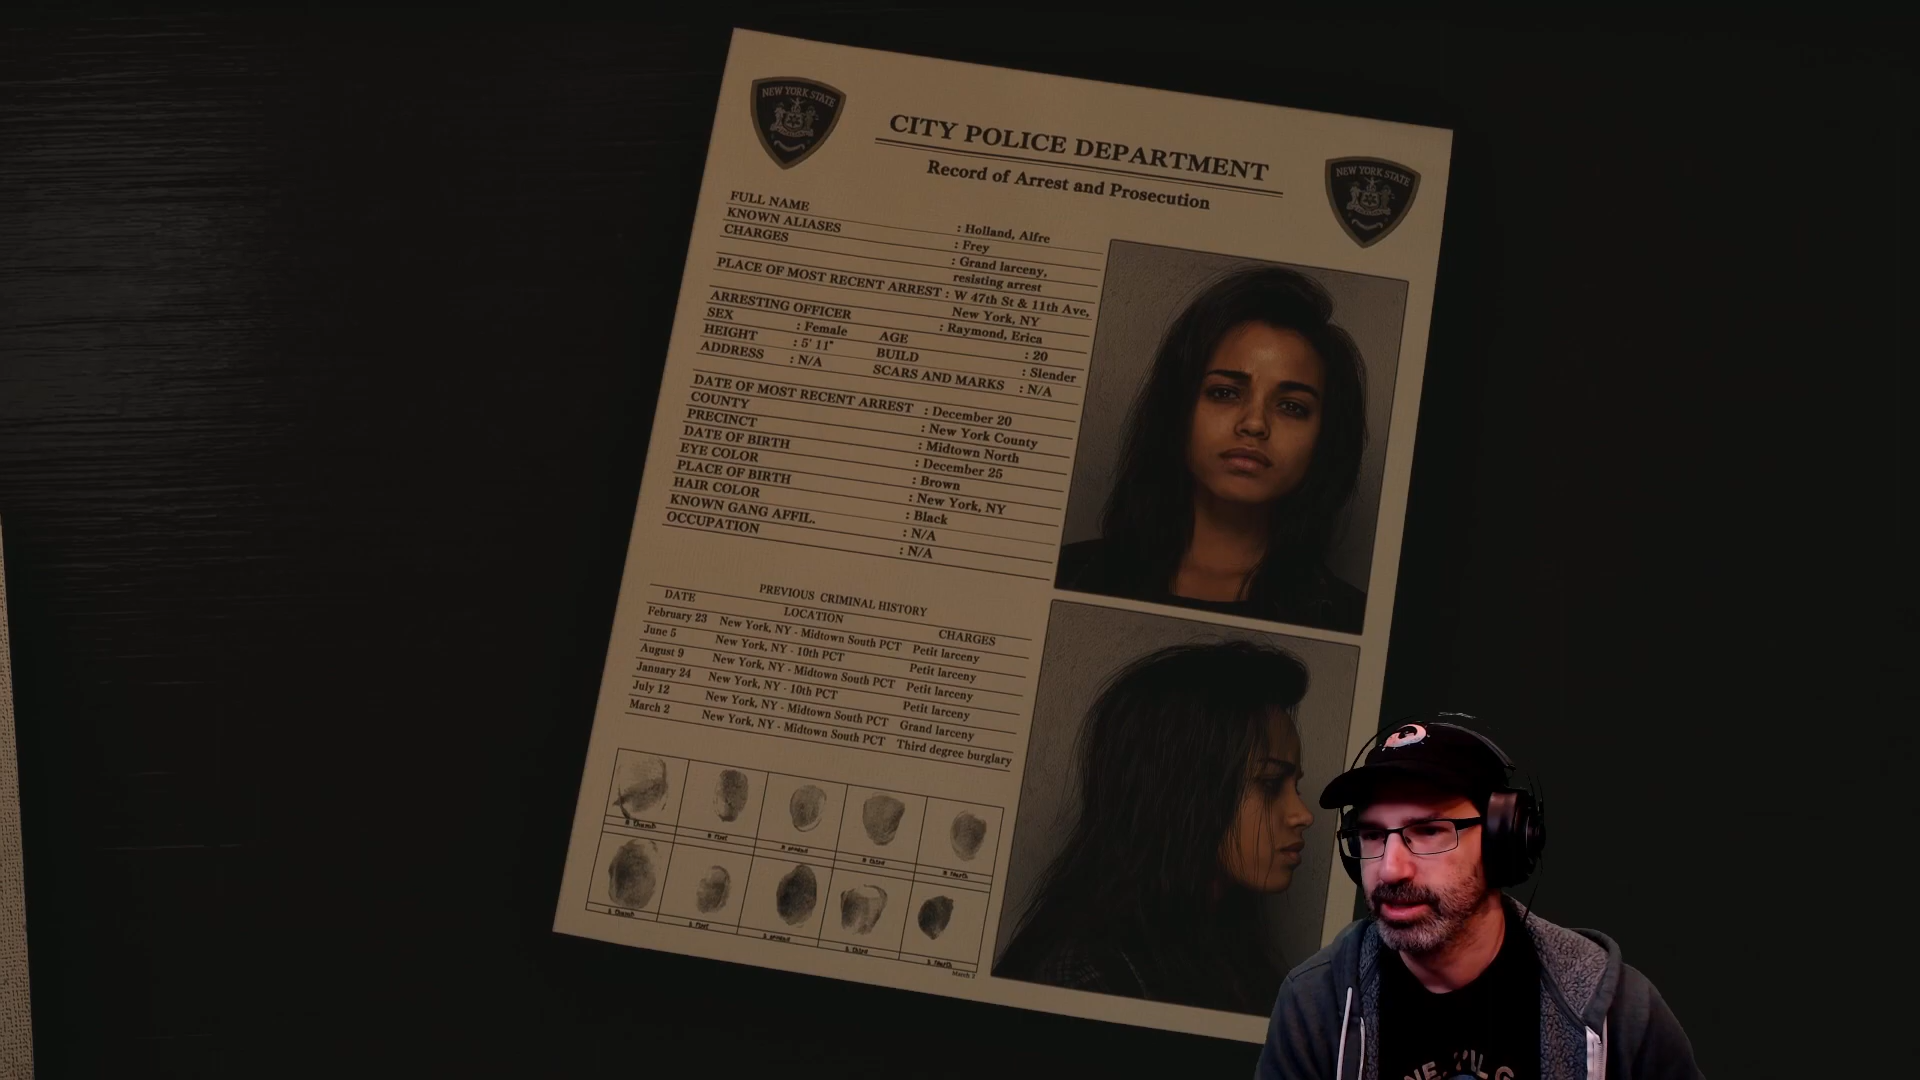 NEW YORK STATE
CITY POLICE DEPARTMENT
NEW YORK STATE
Record of Arrest and Prosecution
FULL NAME : Holland, Alfre
KNOWN ALIASES : Frey
CHARGES : Grand larceny,
resisting arrest
PLACE OF MOST RECENT ARREST : W 47th St & 11th Ave,
New York, NY
ARRESTING OFFICER : Raymond, Erica
SEX : Female AGE : 20
HEIGHT : 5' 11" BUILD : Slender
ADDRESS : N/A SCARS AND MARKS : N/A
DATE OF MOST RECENT ARREST : December 20
COUNTY : New York County
PRECINCT : Midtown North
DATE OF BIRTH : December 25
EYE COLOR : Brown
PLACE OF BIRTH : New York, NY
HAIR COLOR : Black
KNOWN GANG AFFIL. : N/A
OCCUPATION : N/A
PREVIOUS CRIMINAL HISTORY
DATE LOCATION CHARGES
February 23 New York, NY - Midtown South PCT Petit larceny
June 5 New York, NY - 10th PCT Petit larceny
August 9 New York, NY - Midtown South PCT Petit larceny
January 24 New York, NY - 10th PCT Petit larceny
July 12 New York, NY - Midtown South PCT Grand larceny
March 2 New York, NY - Midtown South PCT Third degree burglary